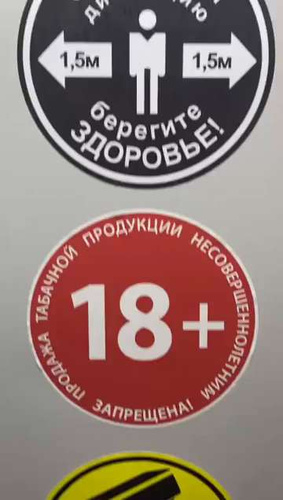 1,5м 1,5м
берегите
ЗДОРОВЬЕ!
ПРОДАЖА ТАБАЧНОЙ ПРОДУКЦИИ НЕСОВЕРШЕННОЛЕТНИМ ЗАПРЕЩЕНА!
18+